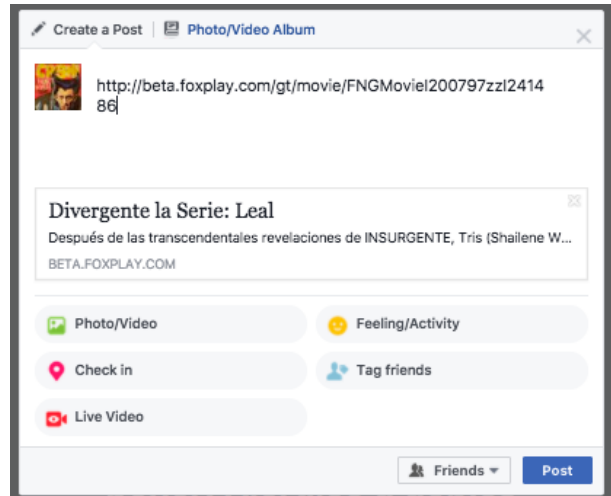 Create a Post
Photo/Video Album
http://beta.foxplay.com/gt/movie/FNGMovieI200797zzI2414
86
Divergente la Serie: Leal
Después de las transcendentales revelaciones de INSURGENTE, Tris (Shailene W...
BETA.FOXPLAY.COM
Photo/Video
Feeling/Activity
Check in
Tag friends
Live Video
Friends
Post